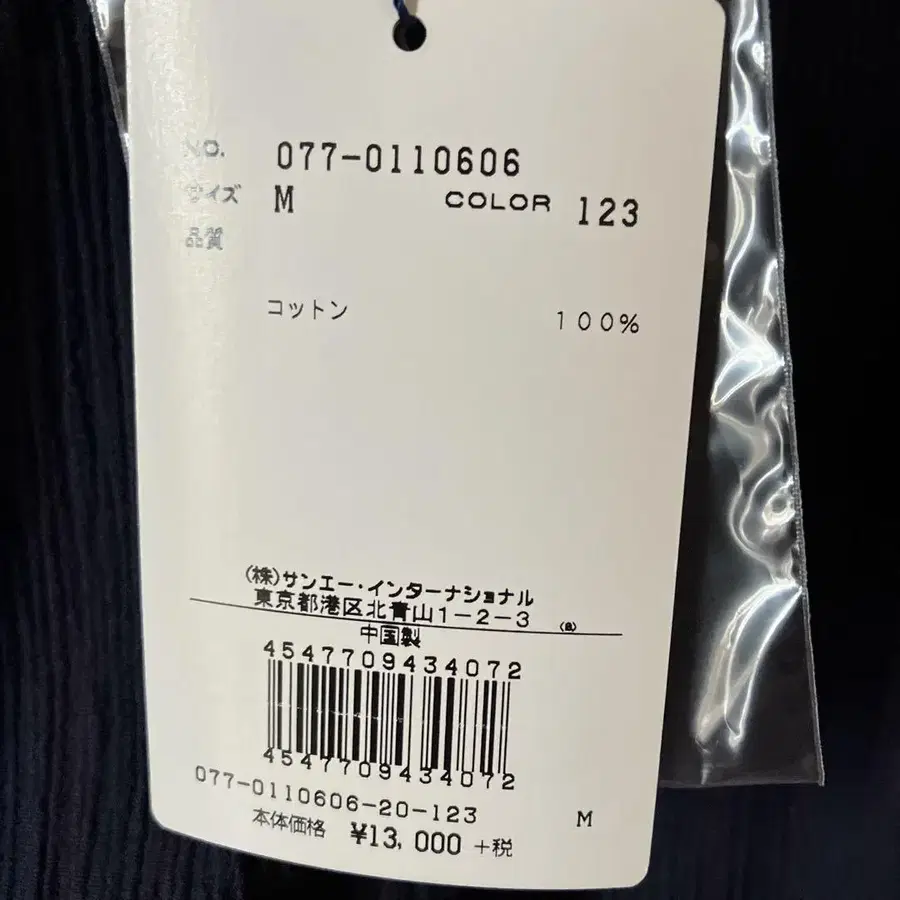 NO. 077-0110606
サイズ M COLOR 123
品質
コットン 100%
(株)サンエー・インターナショナル
東京都港区北青山1-2-3 (a)
中国製
4547709434072
4547709434072
077-0110606-20-123 M
本体価格 ¥13,000 +税